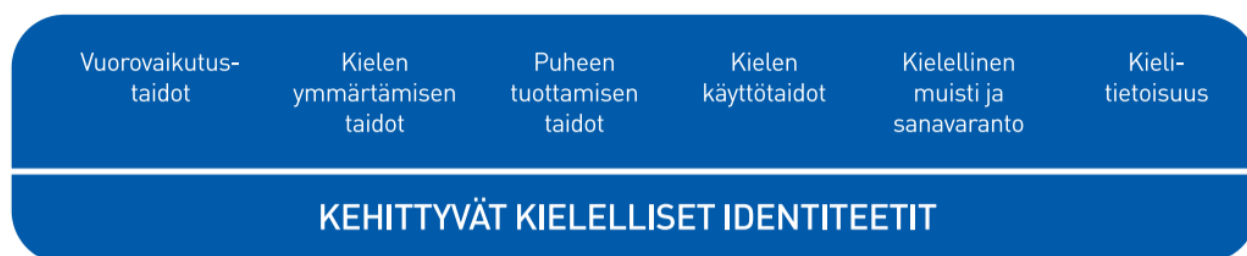 Vuorovaikutus-
taidot
Kielen
ymmärtämisen
taidot
Puheen
tuottamisen
taidot
Kielen
käyttötaidot
Kielellinen
muisti ja
sanavaranto
Kieli-
tietoisuus
KEHITTYVÄT KIELELLISET IDENTITEETIT